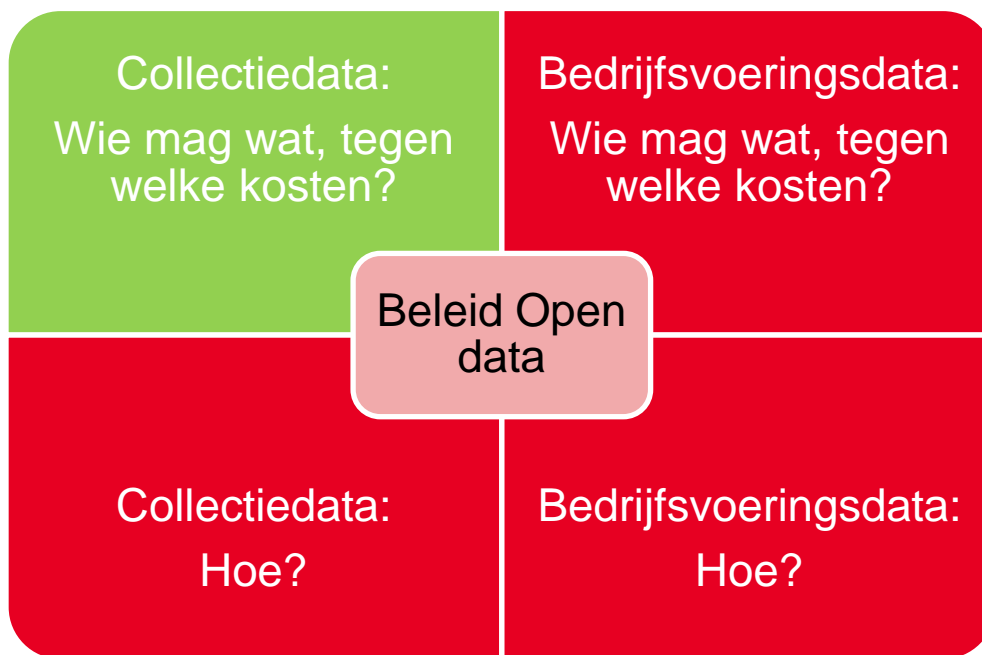 Collectiedata:
Wie mag wat, tegen
welke kosten?
Bedrijfsvoeringsdata:
Wie mag wat, tegen
welke kosten?
Beleid Open
data
Collectiedata:
Hoe?
Bedrijfsvoeringsdata:
Hoe?